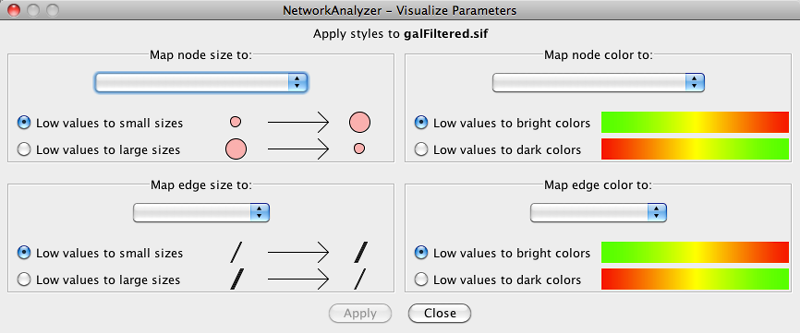 NetworkAnalyzer – Visualize Parameters
Apply styles to galFiltered.sif
Map node size to:
Low values to small sizes
Low values to large sizes
Map node color to:
Low values to bright colors
Low values to dark colors
Map edge size to:
Low values to small sizes
Low values to large sizes
Map edge color to:
Low values to bright colors
Low values to dark colors
Apply
Close